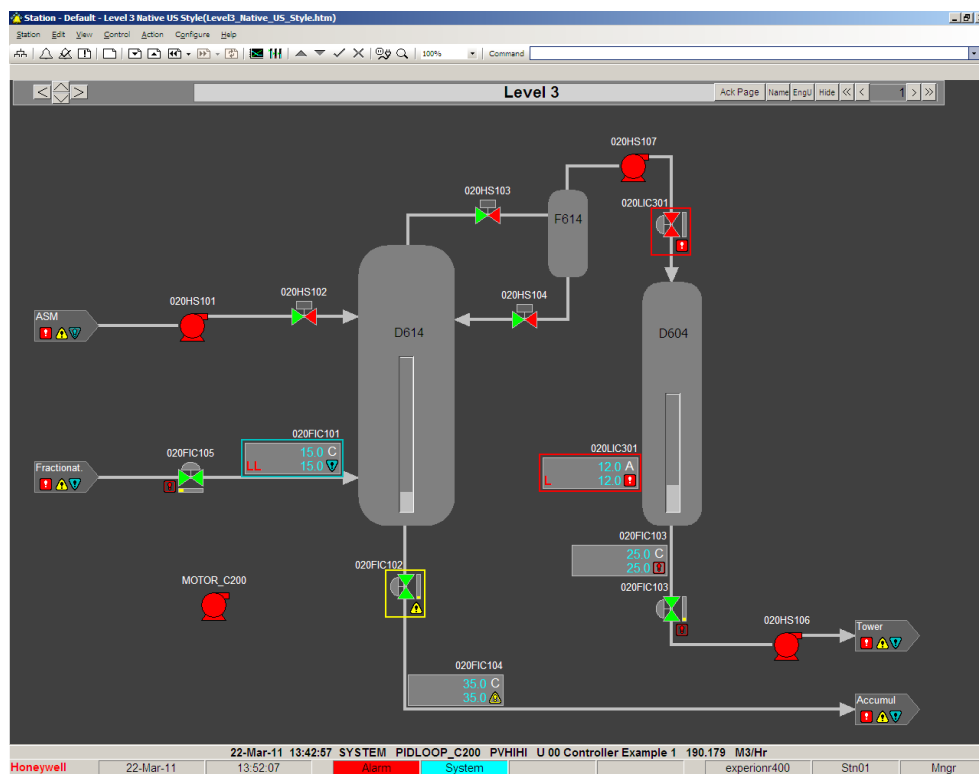 Station - Default - Level 3 Native US Style(Level3_Native_US_Style.htm)
Station Edit View Control Action Configure Help
100% Command
Level 3 Ack Page Name EngU Hide << < 1 > >>
020HS107
020HS103 020LIC301
F614
020HS101 020HS102 020HS104
ASM
D614 D604
020FIC101
020FIC105 15.0 C
LL 15.0
020LIC301
Fractionat. 12.0 A
L 12.0
020FIC103
25.0 C
25.0
020FIC102
MOTOR_C200 020FIC103
020HS106
Tower
020FIC104
35.0 C
35.0
Accumul
22-Mar-11 13:42:57 SYSTEM PIDLOOP_C200 PVHIHI U 00 Controller Example 1 190.179 M3/Hr
Honeywell 22-Mar-11 13:52:07 Alarm System experionr400 Stn01 Mngr